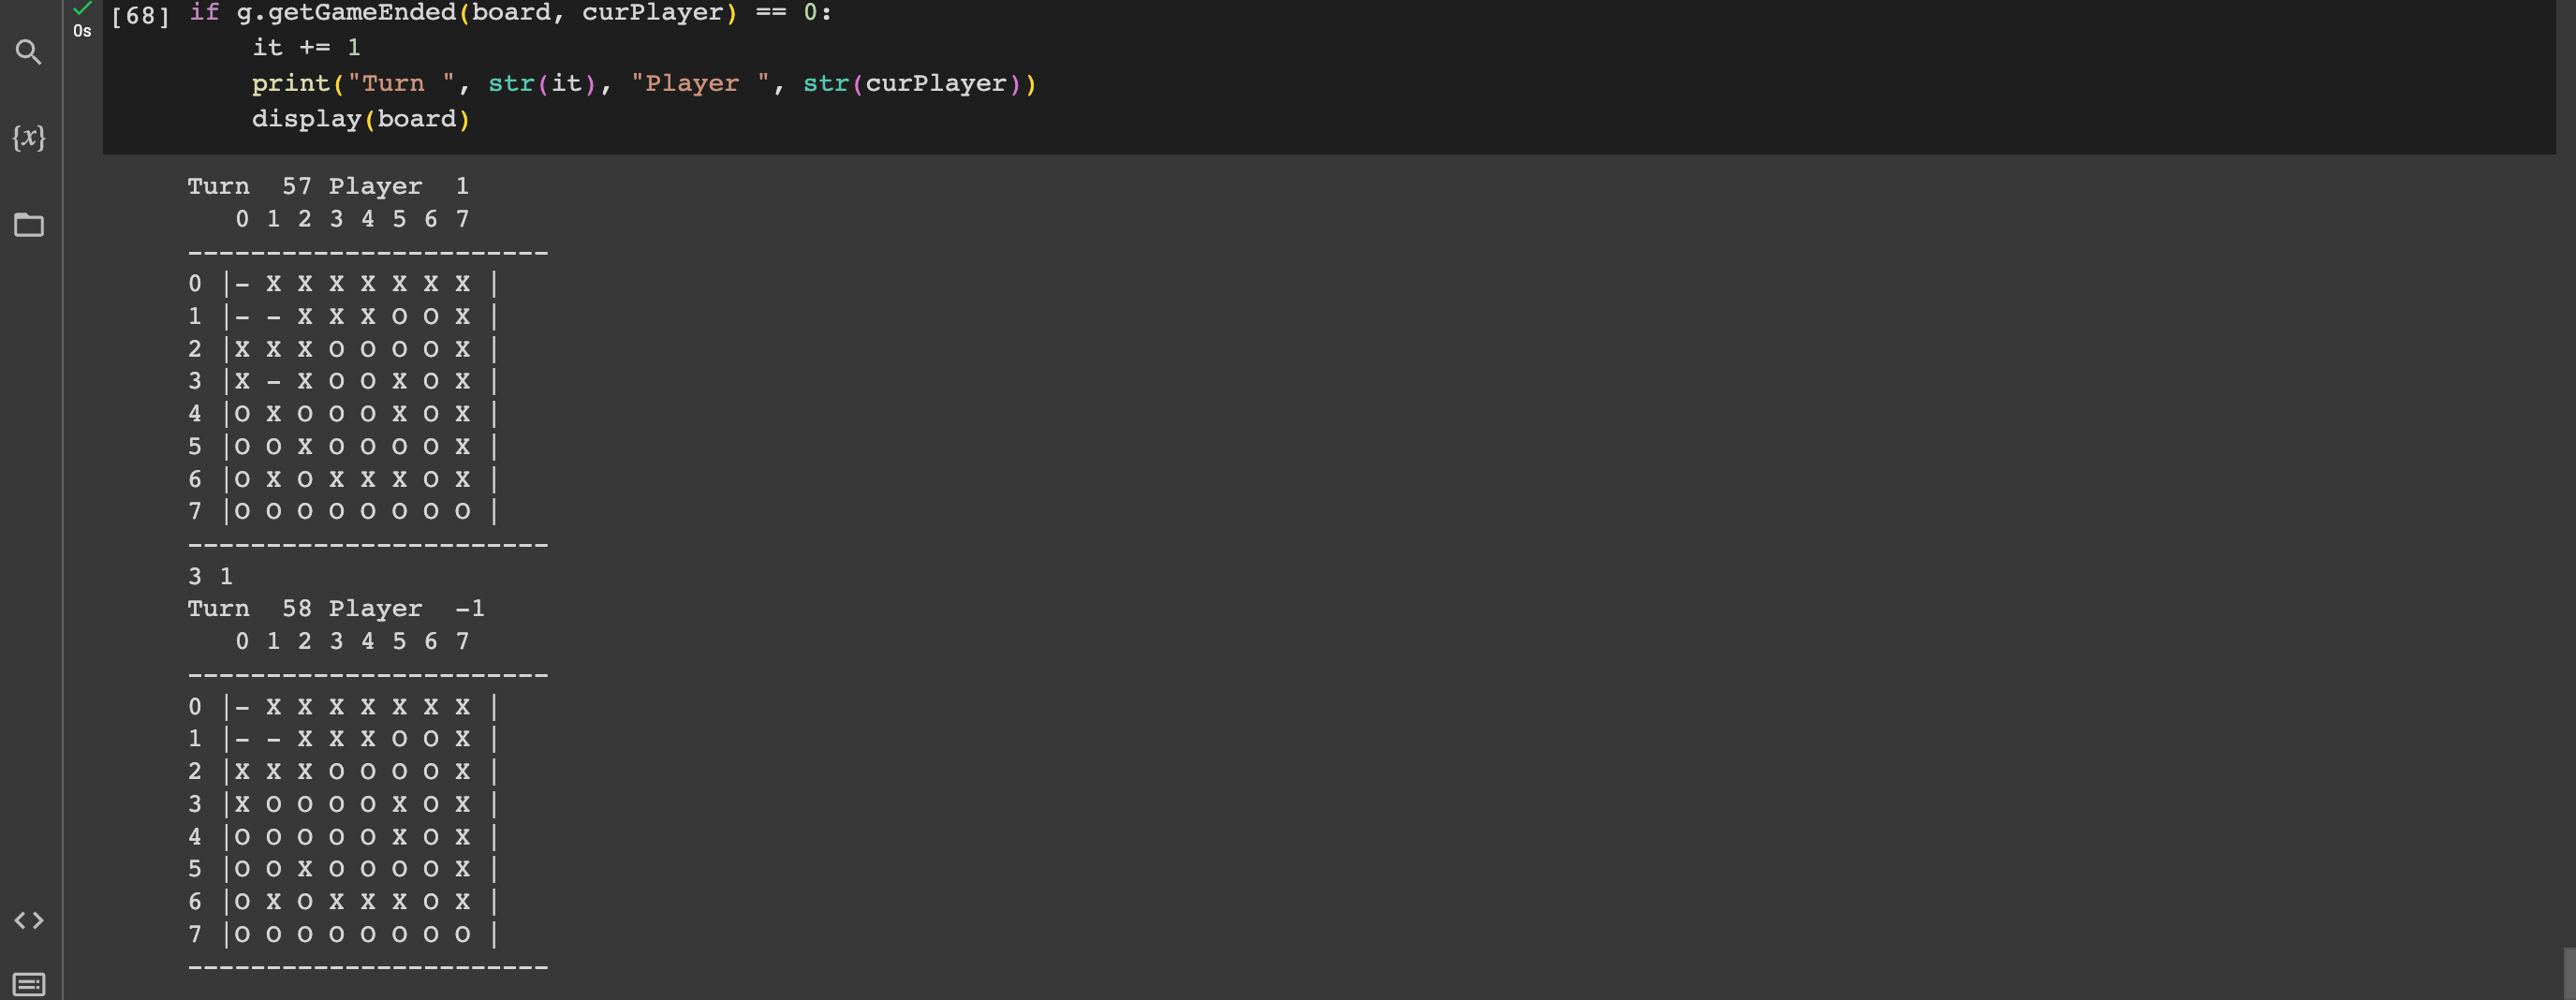 [68] if g.getGameEnded(board, curPlayer) == 0:
0s
it += 1
print("Turn ", str(it), "Player ", str(curPlayer))
display(board)
{x}
Turn  57 Player  1
   0 1 2 3 4 5 6 7
-----------------------
0 |- X X X X X X X |
1 |- - X X X O O X |
2 |X X X O O O O X |
3 |X - X O O X O X |
4 |O X O O O X O X |
5 |O O X O O O O X |
6 |O X O X X X O X |
7 |O O O O O O O O |
-----------------------
3 1
Turn  58 Player  -1
   0 1 2 3 4 5 6 7
-----------------------
0 |- X X X X X X X |
1 |- - X X X O O X |
2 |X X X O O O O X |
3 |X O O O O X O X |
4 |O O O O O X O X |
5 |O O X O O O O X |
6 |O X O X X X O X |
7 |O O O O O O O O |
-----------------------